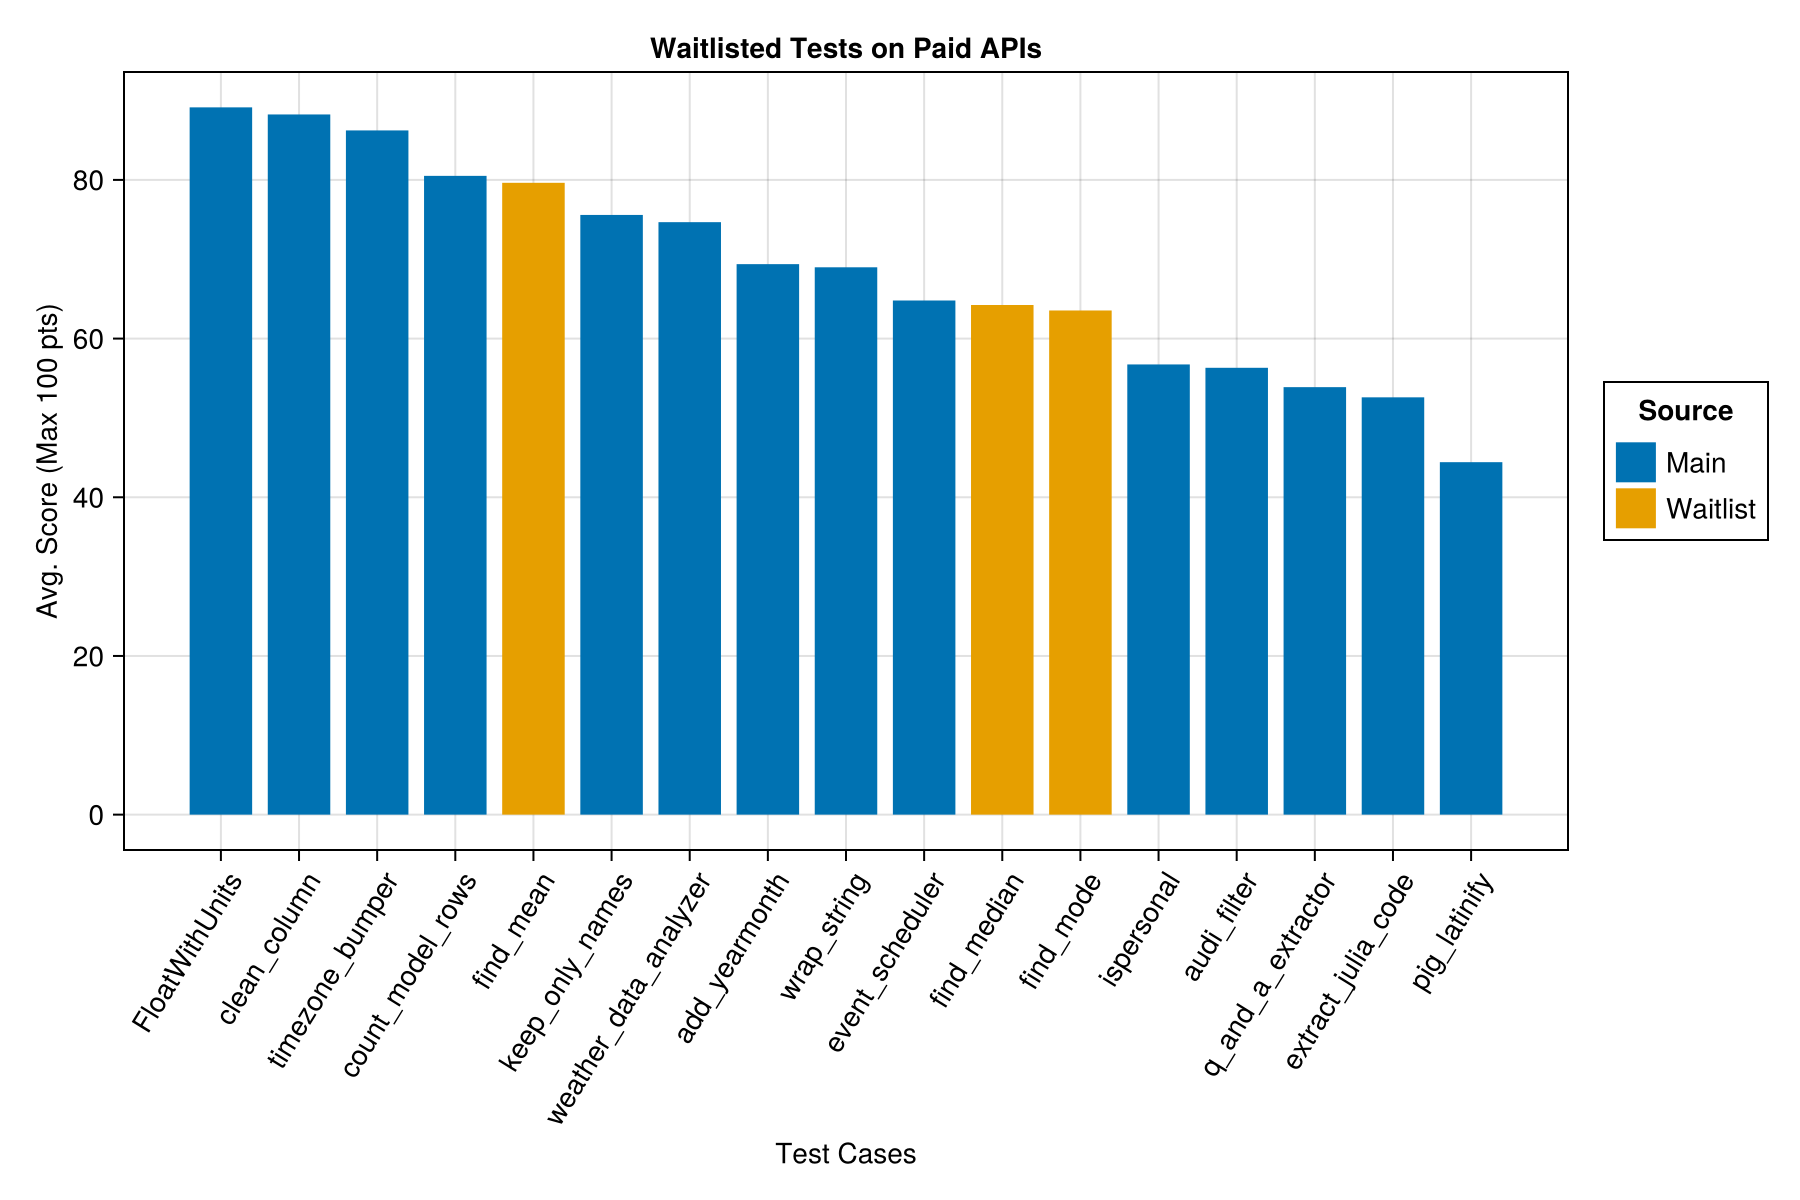 Waitlisted Tests on Paid APIs
Avg. Score (Max 100 pts)
80
60
40
20
0
FloatWithUnits
clean_column
timezone_bumper
count_model_rows
find_mean
keep_only_names
weather_data_analyzer
add_yearmonth
wrap_string
event_scheduler
find_median
find_mode
ispersonal
audi_filter
q_and_a_extractor
extract_julia_code
pig_latinify
Test Cases
Source
Main
Waitlist